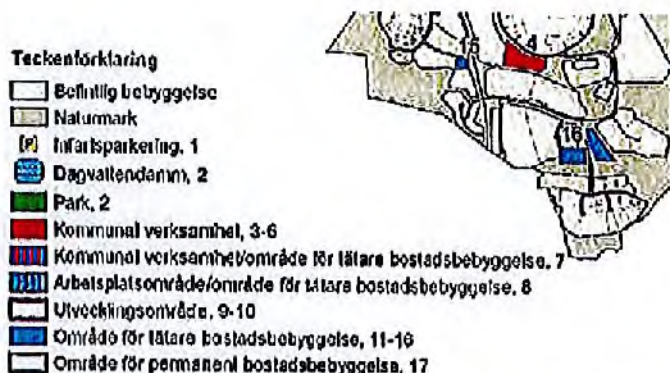 Teckenförklaring
Befintlig bebyggelse
Naturmark
Infartsparkering, 1
Dagvattendamm, 2
Park, 2
Kommunal verksamhet, 3-6
Kommunal verksamhet/område för tätare bostadsbebyggelse, 7
Arbetsplatsområde/område för tätare bostadsbebyggelse, 8
Utvecklingsområde, 9-10
Område för tätare bostadsbebyggelse, 11-16
Område för permanent bostadsbebyggelse, 17
15
4
16